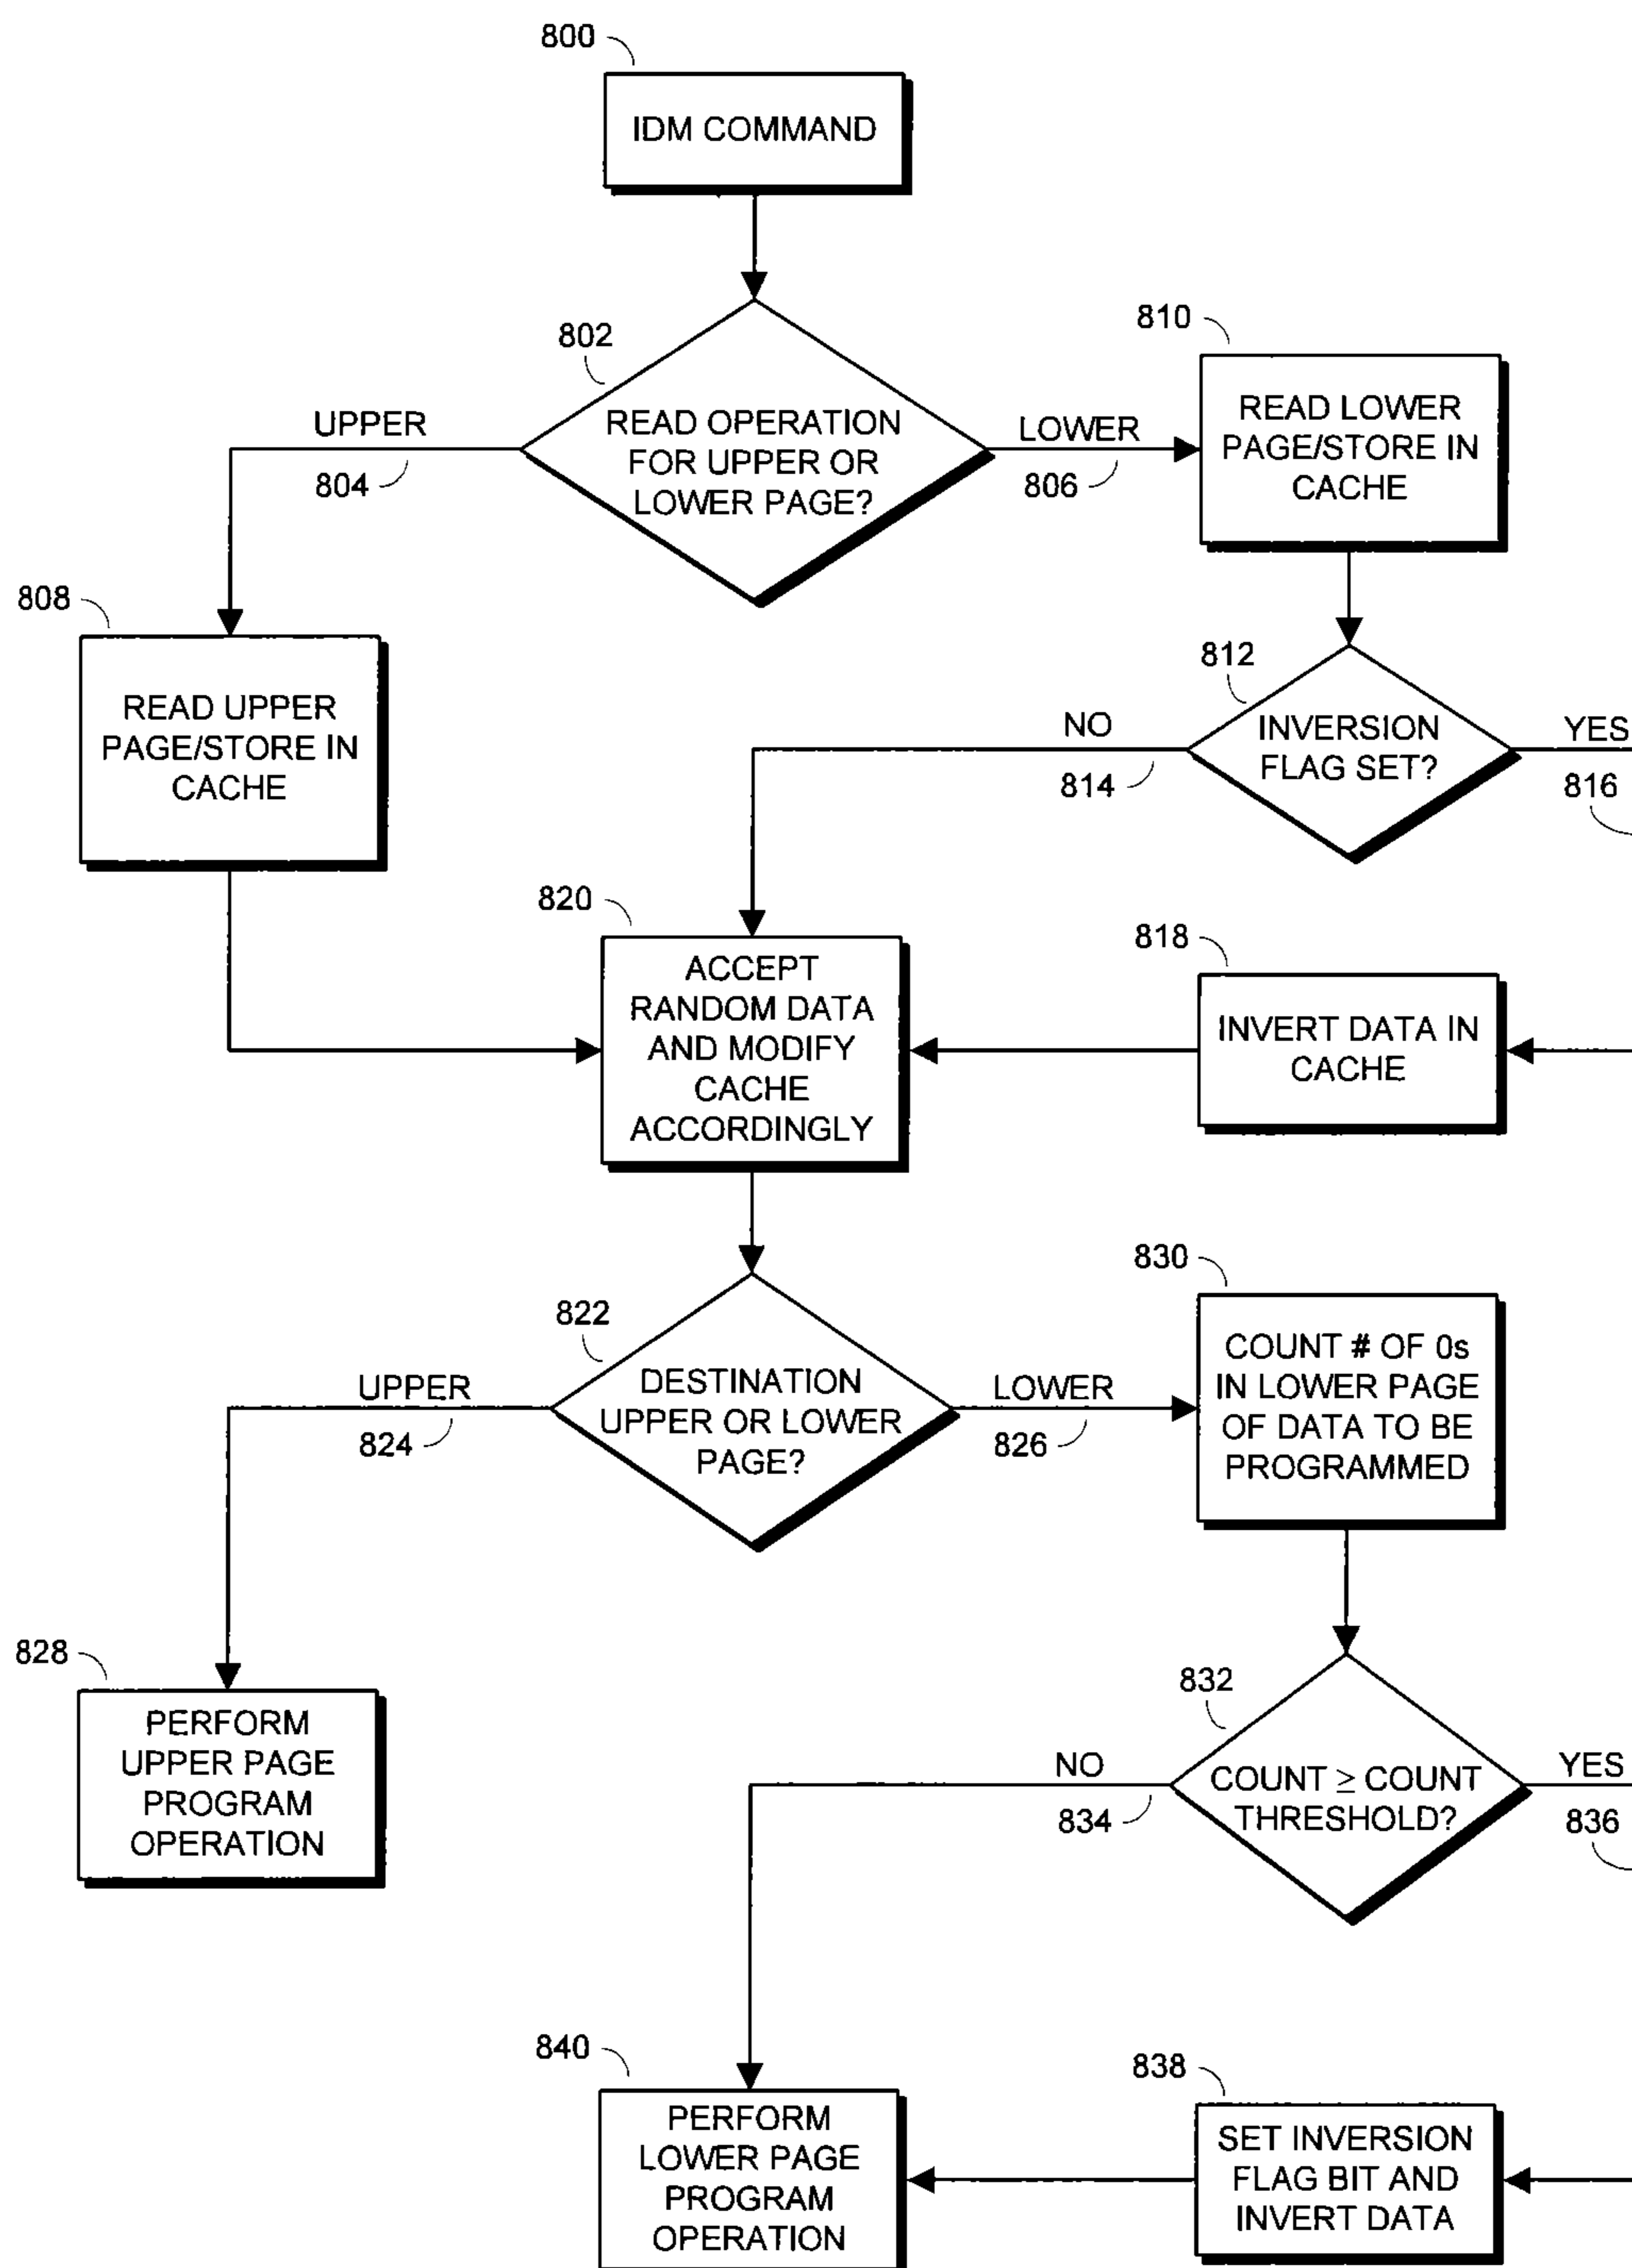 800
IDM COMMAND
802
READ OPERATION
FOR UPPER OR
LOWER PAGE?
UPPER
804
LOWER
806
810
READ LOWER
PAGE/STORE IN
CACHE
808
READ UPPER
PAGE/STORE IN
CACHE
812
INVERSION
FLAG SET?
NO
814
YES
816
820
ACCEPT
RANDOM DATA
AND MODIFY
CACHE
ACCORDINGLY
818
INVERT DATA IN
CACHE
822
DESTINATION
UPPER OR LOWER
PAGE?
UPPER
824
LOWER
826
830
COUNT # OF 0s
IN LOWER PAGE
OF DATA TO BE
PROGRAMMED
828
PERFORM
UPPER PAGE
PROGRAM
OPERATION
832
COUNT ≥ COUNT
THRESHOLD?
NO
834
YES
836
840
PERFORM
LOWER PAGE
PROGRAM
OPERATION
838
SET INVERSION
FLAG BIT AND
INVERT DATA